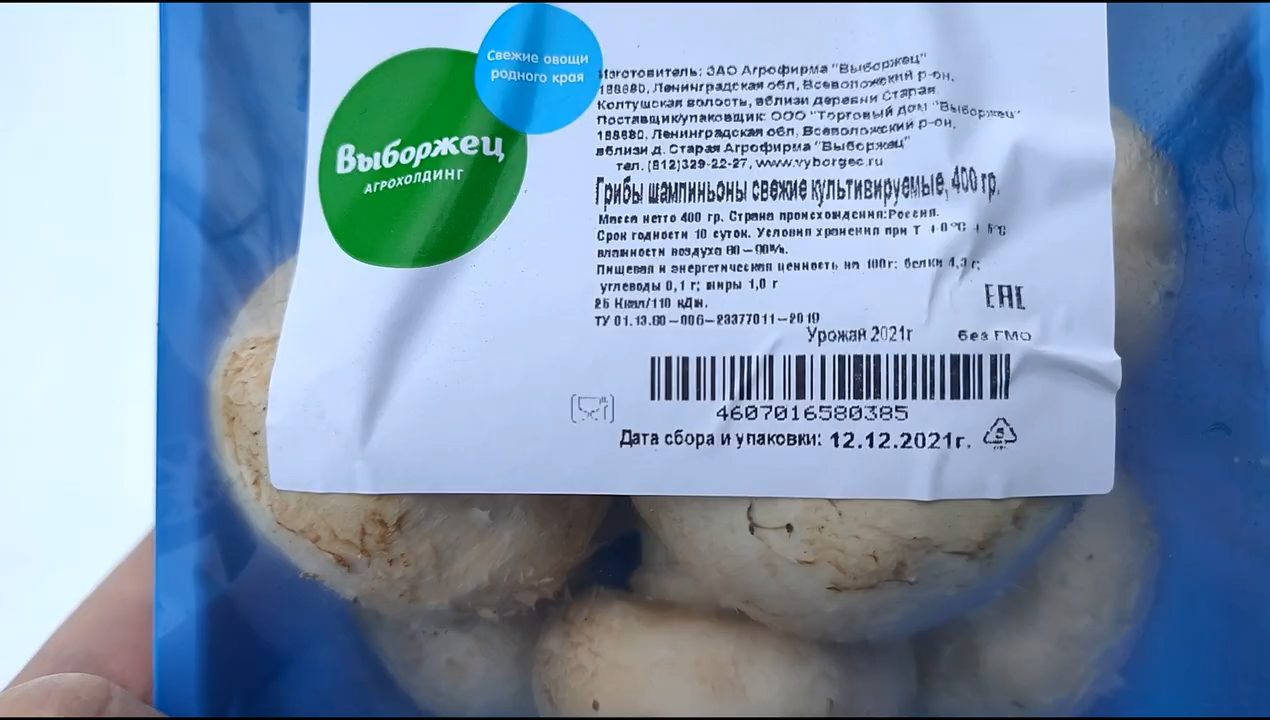 Свежие овощи
родного края
Выборжец
АГРОХОЛДИНГ
Изготовитель: ЗАО Агрофирма "Выборжец"
188680, Ленинградская обл, Всеволожский р-он,
Колтушская волость, вблизи деревни Старая.
Поставщик/упаковщик: ООО "Торговый дом "Выборжец"
188680, Ленинградская обл, Всеволожский р-он,
вблизи д. Старая Агрофирма "Выборжец"
тел. (812)329-22-27, www.vyborgec.ru
Грибы шампиньоны свежие культивируемые, 400 гр.
Масса нетто 400 гр. Страна происхождения:Россия.
Срок годности 10 суток. Условия хранения при Т +0°С +5°С
влажности воздуха 80-90%.
Пищевая и энергетическая ценность на 100г: белки 4,3 г;
углеводы 0,1 г; жиры 1,0 г
25 Ккал/110 кДж.
ТУ 01.13.80-006-23377011-2019
EAC
Урожай 2021г без ГМО
4607016580385
Дата сбора и упаковки: 12.12.2021г. 5